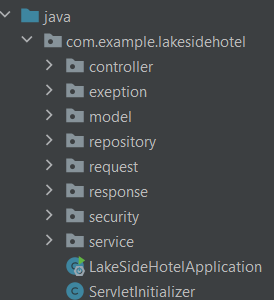 java
com.example.lakesidehotel
controller
exeption
model
repository
request
response
security
service
LakeSideHotelApplication
ServletInitializer